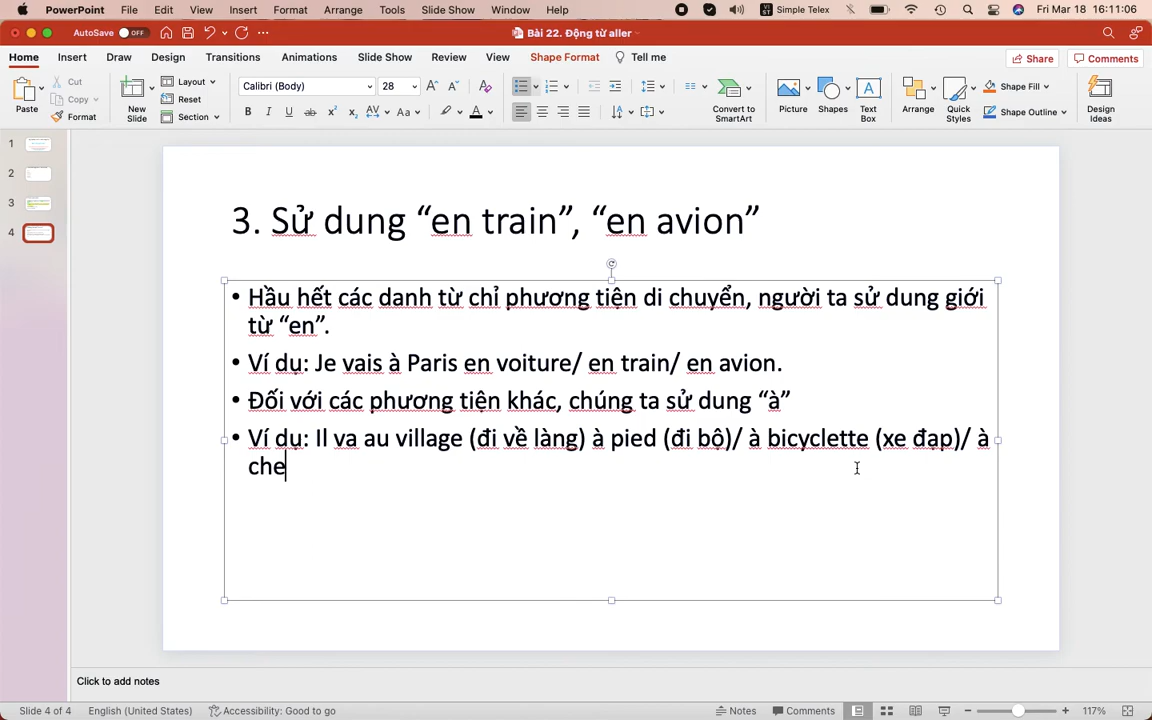 PowerPoint File Edit View Insert Format Arrange Tools Slide Show Window Help Simple Telex Fri Mar 18 16:11:06
AutoSave OFF Bài 22. Động từ aller
Home Insert Draw Design Transitions Animations Slide Show Review View Shape Format Tell me Share Comments
Paste Cut Copy Format New Slide Layout Reset Section Calibri (Body) 28 Convert to SmartArt Picture Shapes Text Box Arrange Quick Styles Shape Fill Shape Outline Design Ideas
1
2
3
4
3. Sử dung “en train”, “en avion”
• Hầu hết các danh từ chỉ phương tiện di chuyển, người ta sử dung giới
từ “en”.
• Ví dụ: Je vais à Paris en voiture/ en train/ en avion.
• Đối với các phương tiện khác, chúng ta sử dung “à”
• Ví dụ: Il va au village (đi về làng) à pied (đi bộ)/ à bicyclette (xe đạp)/ à
che
Click to add notes
Slide 4 of 4 English (United States) Accessibility: Good to go Notes Comments 117%